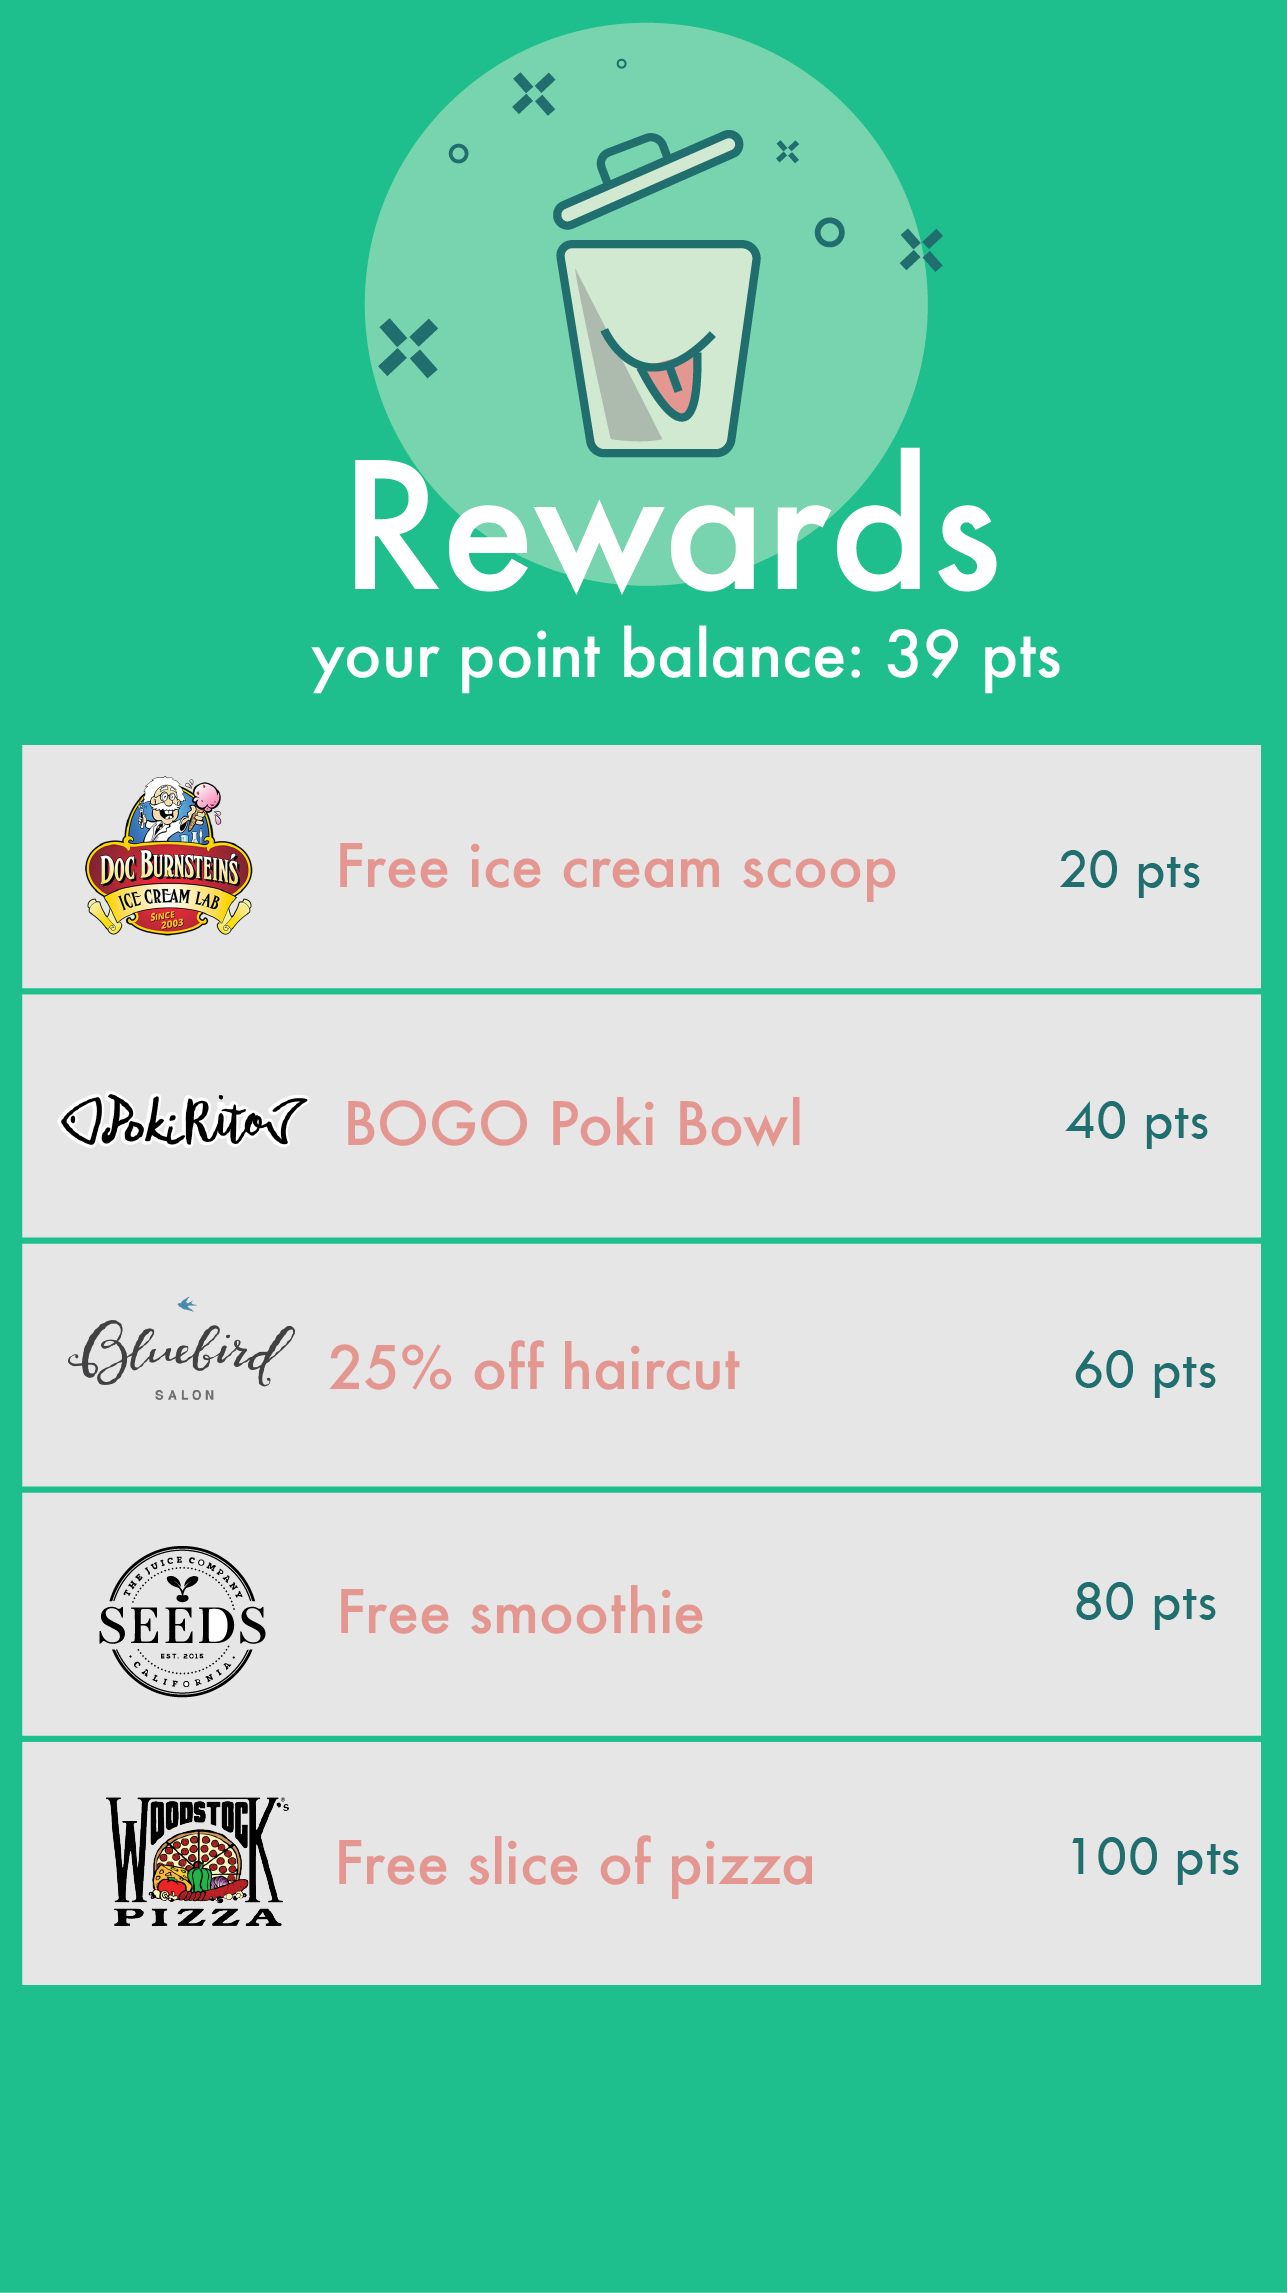 Rewards
your point balance: 39 pts
DOC BURNSTEIN'S
ICE CREAM LAB
SINCE
2003
Free ice cream scoop
20 pts
PokiRito
BOGO Poki Bowl
40 pts
Bluebird
SALON
25% off haircut
60 pts
THE JUICE COMPANY
SEEDS
EST. 2015
CALIFORNIA
Free smoothie
80 pts
WOODSTOCK'S
PIZZA
Free slice of pizza
100 pts